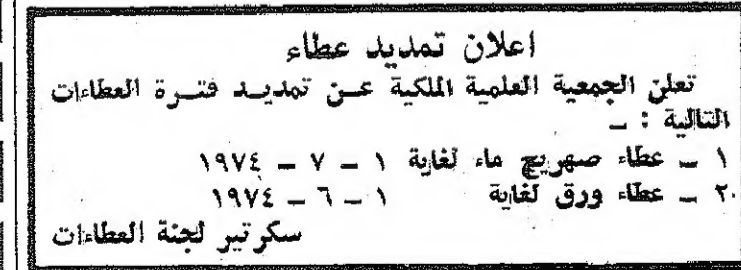 اعلان تمديد عطاء
تعلن الجمعية العلمية الملكية عن تمديد فترة العطاءات
التالية : ـ
١ ـ عطاء صهريج ماء لغاية ١ ـ ٧ ـ ١٩٧٤
٢ ـ عطاء ورق لغاية ١ ـ ٦ ـ ١٩٧٤
سكرتير لجنة العطاءات